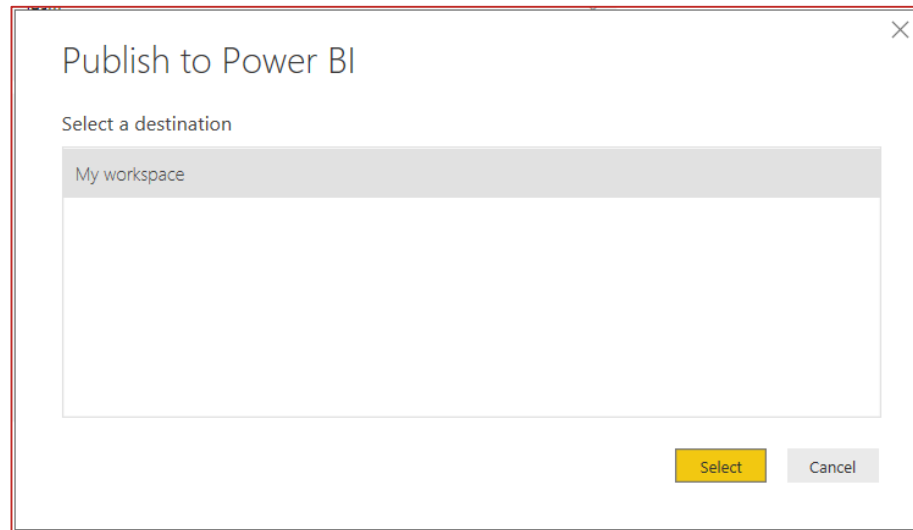 Publish to Power BI
Select a destination
My workspace
Select
Cancel